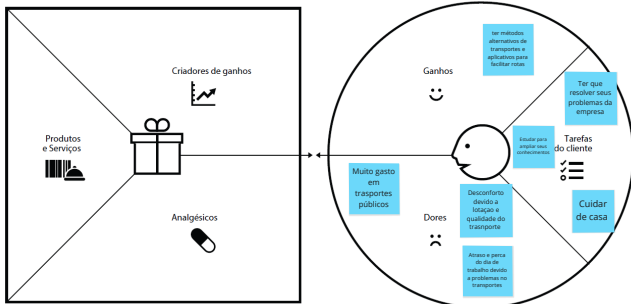 Criadores de ganhos
Produtos
e Serviços
Analgésicos
Ganhos
ter métodos
alternativos de
transportes e
aplicativos para
facilitar rotas
Ter que
resolver seus
problemas da
empresa
Estudar para
ampliar seus
conhecimentos
Tarefas
do cliente
Cuidar
de casa
Muito gasto
em
trasportes
públicos
Dores
Desconforto
devido a
lotaçao e
qualidade do
trasnporte
Atraso e perca
do dia de
trabalho devido
a problemas no
transportes